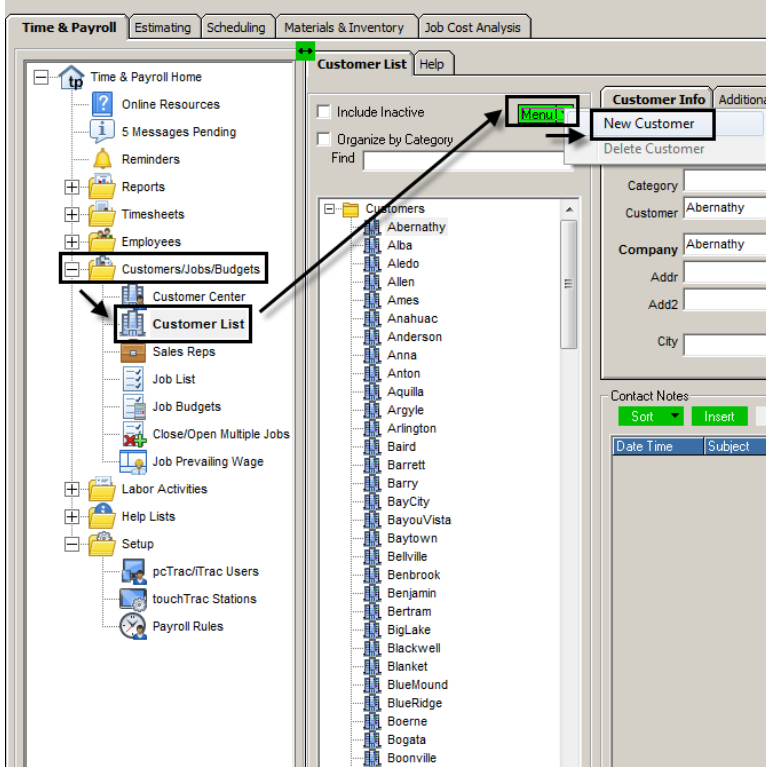 Time & Payroll
Estimating
Scheduling
Materials & Inventory
Job Cost Analysis
tp
Time & Payroll Home
?
Online Resources
i
5 Messages Pending
Reminders
Reports
Timesheets
Employees
Customers/Jobs/Budgets
Customer Center
Customer List
Sales Reps
Job List
Job Budgets
Close/Open Multiple Jobs
Job Prevailing Wage
Labor Activities
Help Lists
Setup
pcTrac/iTrac Users
touchTrac Stations
Payroll Rules
Customer List
Help
Include Inactive
Menu
Organize by Category
Find
Customers
Abernathy
Alba
Aledo
Allen
Ames
Anahuac
Anderson
Anna
Anton
Aquilla
Argyle
Arlington
Baird
Barrett
Barry
BayCity
BayouVista
Baytown
Bellville
Benbrook
Benjamin
Bertram
BigLake
Blackwell
Blanket
BlueMound
BlueRidge
Boerne
Bogata
Boonville
Customer Info
Additiona
New Customer
Delete Customer
Category
Customer Abernathy
Company Abernathy
Addr
Add2
City
Contact Notes
Sort
Insert
Date Time
Subject